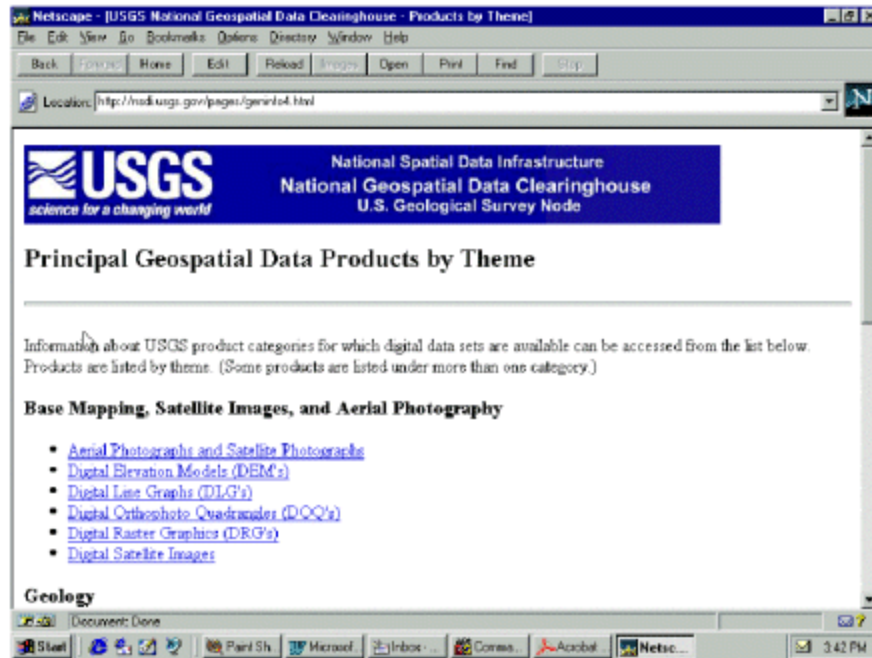 Netscape - [USGS National Geospatial Data Clearinghouse - Products by Theme]
File Edit View Go Bookmarks Options Directory Window Help
Back Forward Home Edit Reload Images Open Print Find Stop
Location: http://nsdi.usgs.gov/pages/geninfo4.html
USGS
science for a changing world
National Spatial Data Infrastructure
National Geospatial Data Clearinghouse
U.S. Geological Survey Node
Principal Geospatial Data Products by Theme
Information about USGS product categories for which digital data sets are available can be accessed from the list below.
Products are listed by theme. (Some products are listed under more than one category.)
Base Mapping, Satellite Images, and Aerial Photography
Aerial Photographs and Satellite Photographs
Digital Elevation Models (DEM's)
Digital Line Graphs (DLG's)
Digital Orthophoto Quadrangles (DOQ's)
Digital Raster Graphics (DRG's)
Digital Satellite Images
Geology
Document: Done
Start Paint Sh... Microsof... Inbox - ... Comma... Acrobat ... Netsc... 3:42 PM